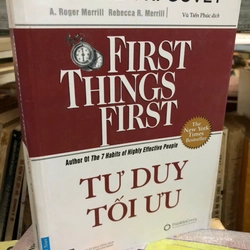 A. Roger Merrill Rebecca R. Merrill
Vũ Tiến Phúc dịch
FIRST
THINGS
FIRST
The
New York
Times
Bestseller
Author Of The 7 Habits of Highly Effective People
TƯ DUY
TỐI ƯU